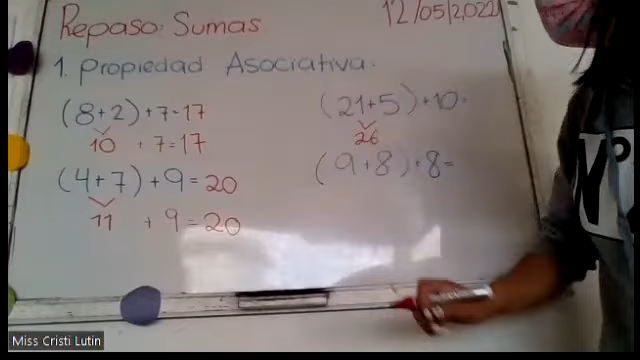 Repaso: Sumas
12/05/2022
1. Propiedad Asociativa.
(8+2)+7=17
10 +7=17
(4+7)+9=20
11 +9=20
(21+5)+10.
26
(9+8)+8=
Nº
Miss Cristi Lutin